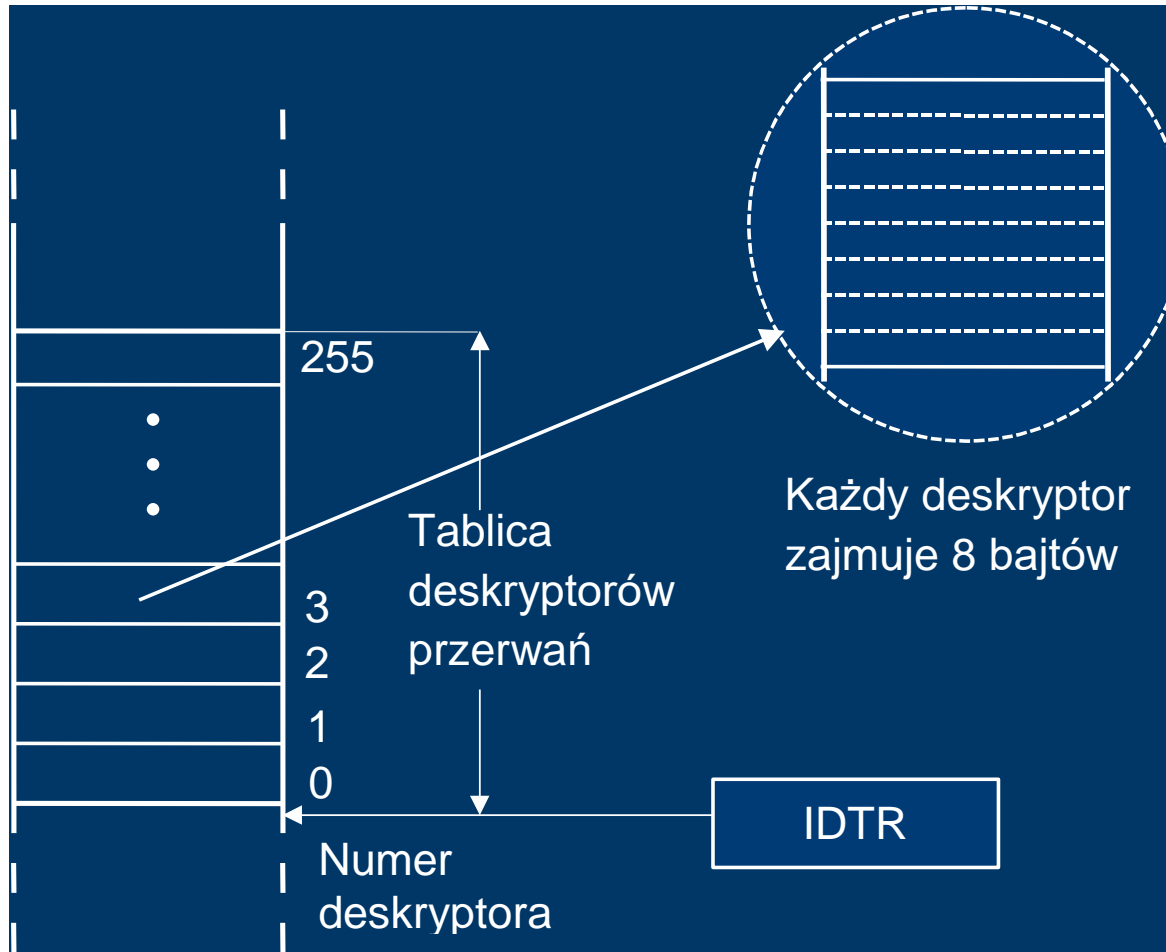 255
Każdy deskryptor
zajmuje 8 bajtów
Tablica
deskryptorów
przerwań
3
2
1
0
IDTR
Numer
deskryptora